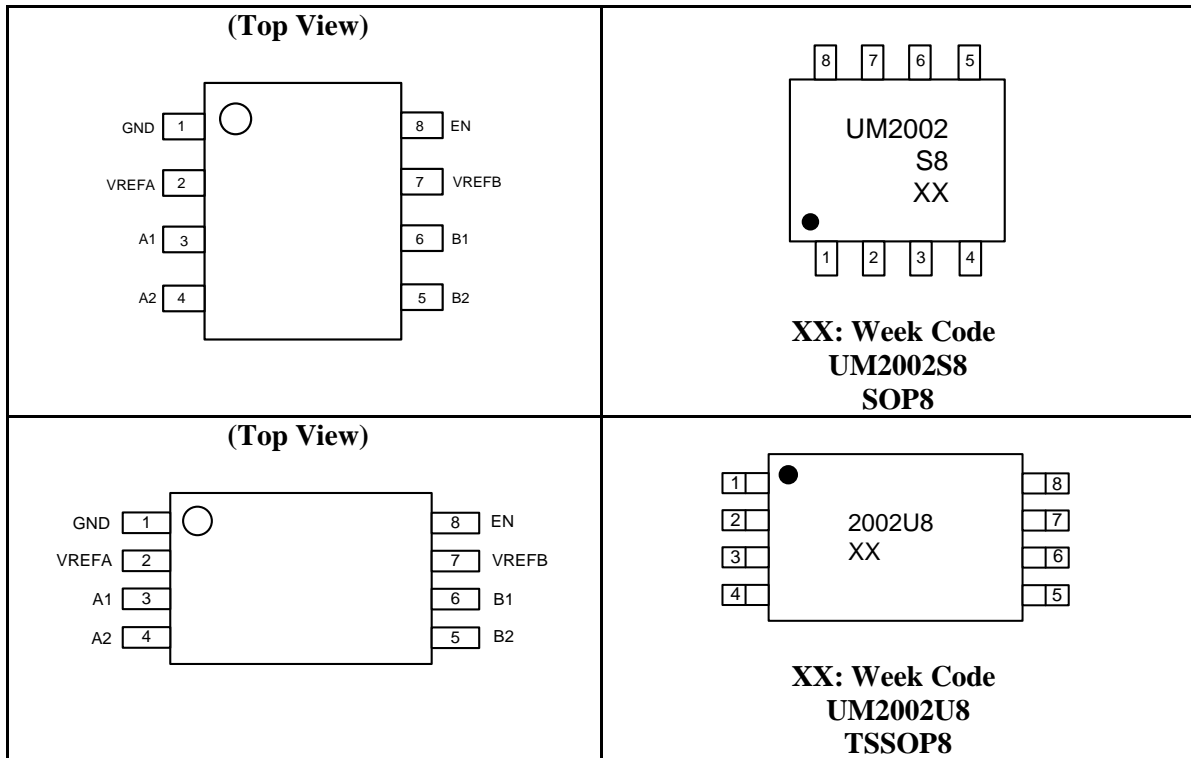 (Top View)
GND 1
8 EN
VREFA 2
7 VREFB
A1 3
6 B1
A2 4
5 B2
8 7 6 5
UM2002
S8
XX
1 2 3 4
XX: Week Code
UM2002S8
SOP8
(Top View)
GND 1
8 EN
VREFA 2
7 VREFB
A1 3
6 B1
A2 4
5 B2
1 8
2 7
3 6
4 5
2002U8
XX
XX: Week Code
UM2002U8
TSSOP8